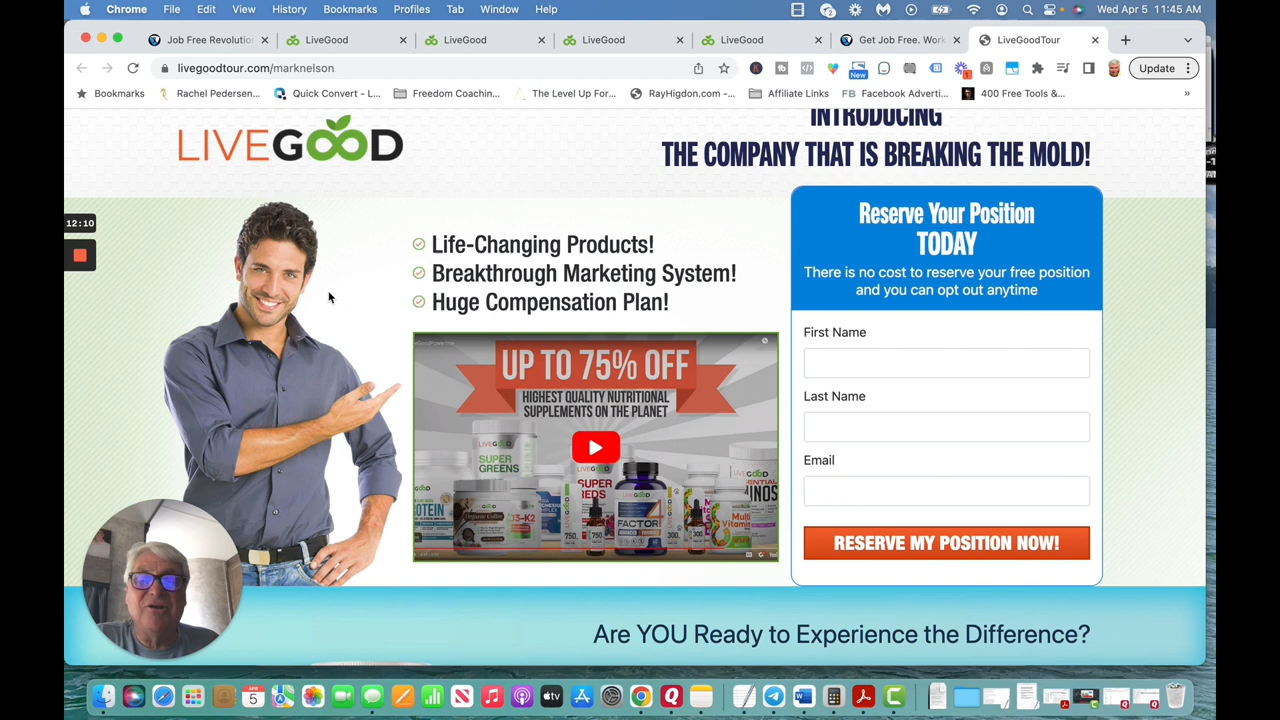 Chrome File Edit View History Bookmarks Profiles Tab Window Help
Wed Apr 5 11:45 AM
Job Free Revolutio
LiveGood
LiveGood
LiveGood
LiveGood
Get Job Free. Work
LiveGoodTour
livegoodtour.com/marknelson
New
Update
Bookmarks
Rachel Pedersen...
Quick Convert - L...
Freedom Coachin...
The Level Up For...
RayHigdon.com -...
Affiliate Links
FB Facebook Adverti...
400 Free Tools &...
»
LIVEGOOD
INTRODUCING
THE COMPANY THAT IS BREAKING THE MOLD!
12:10
Life-Changing Products!
Breakthrough Marketing System!
Huge Compensation Plan!
UP TO 75% OFF
HIGHEST QUALITY NUTRITIONAL
SUPPLEMENTS ON THE PLANET
LIVEGOOD
SUPER
GREENS
SUPER
REDS
D3-K2
FACTOR
Multi
Reserve Your Position
TODAY
There is no cost to reserve your free position
and you can opt out anytime
First Name
Last Name
Email
RESERVE MY POSITION NOW!
Are YOU Ready to Experience the Difference?